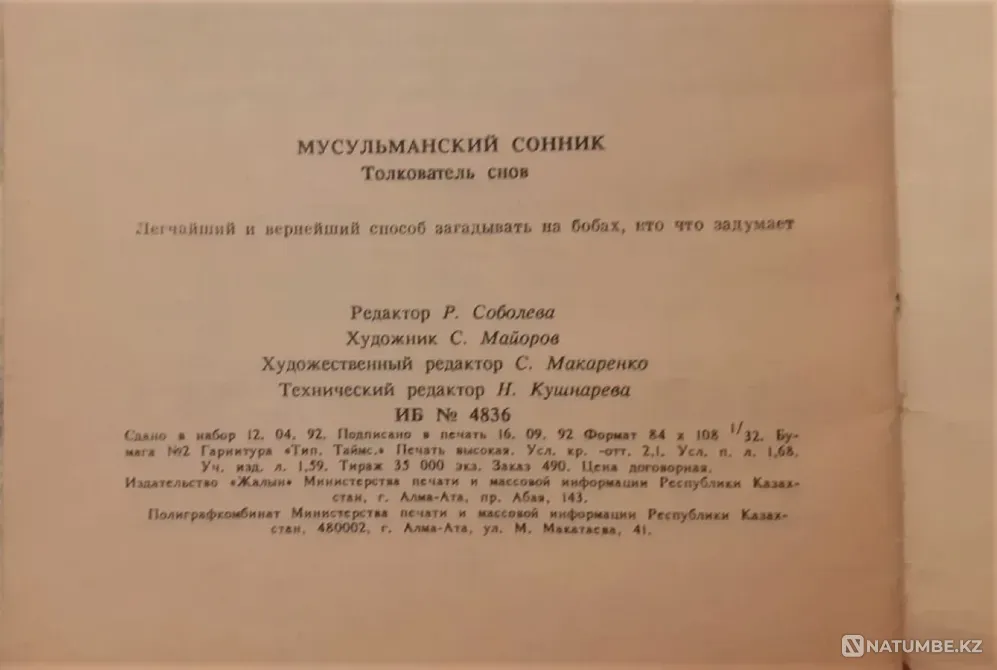 МУСУЛЬМАНСКИЙ СОННИК
Толкователь снов
Легчайший и вернейший способ загадывать на бобах, кто что задумает
Редактор Р. Соболева
Художник С. Майоров
Художественный редактор С. Макаренко
Технический редактор Н. Кушнарева
ИБ № 4836
Сдано в набор 12. 04. 92. Подписано в печать 16. 09. 92 Формат 84 x 108 1/32. Бу-
мага №2 Гарнитура «Тип. Таймс.» Печать высокая. Усл. кр. -отт. 2,1. Усл. п. л. 1,68.
Уч. изд. л. 1,59. Тираж 35 000 экз. Заказ 490. Цена договорная.
Издательство «Жалын» Министерства печати и массовой информации Республики Казах-
стан, г. Алма-Ата, пр. Абая, 143.
Полиграфкомбинат Министерства печати и массовой информации Республики Казах-
стан, 480002, г. Алма-Ата, ул. М. Макатаева, 41.
NATUMBE.KZ